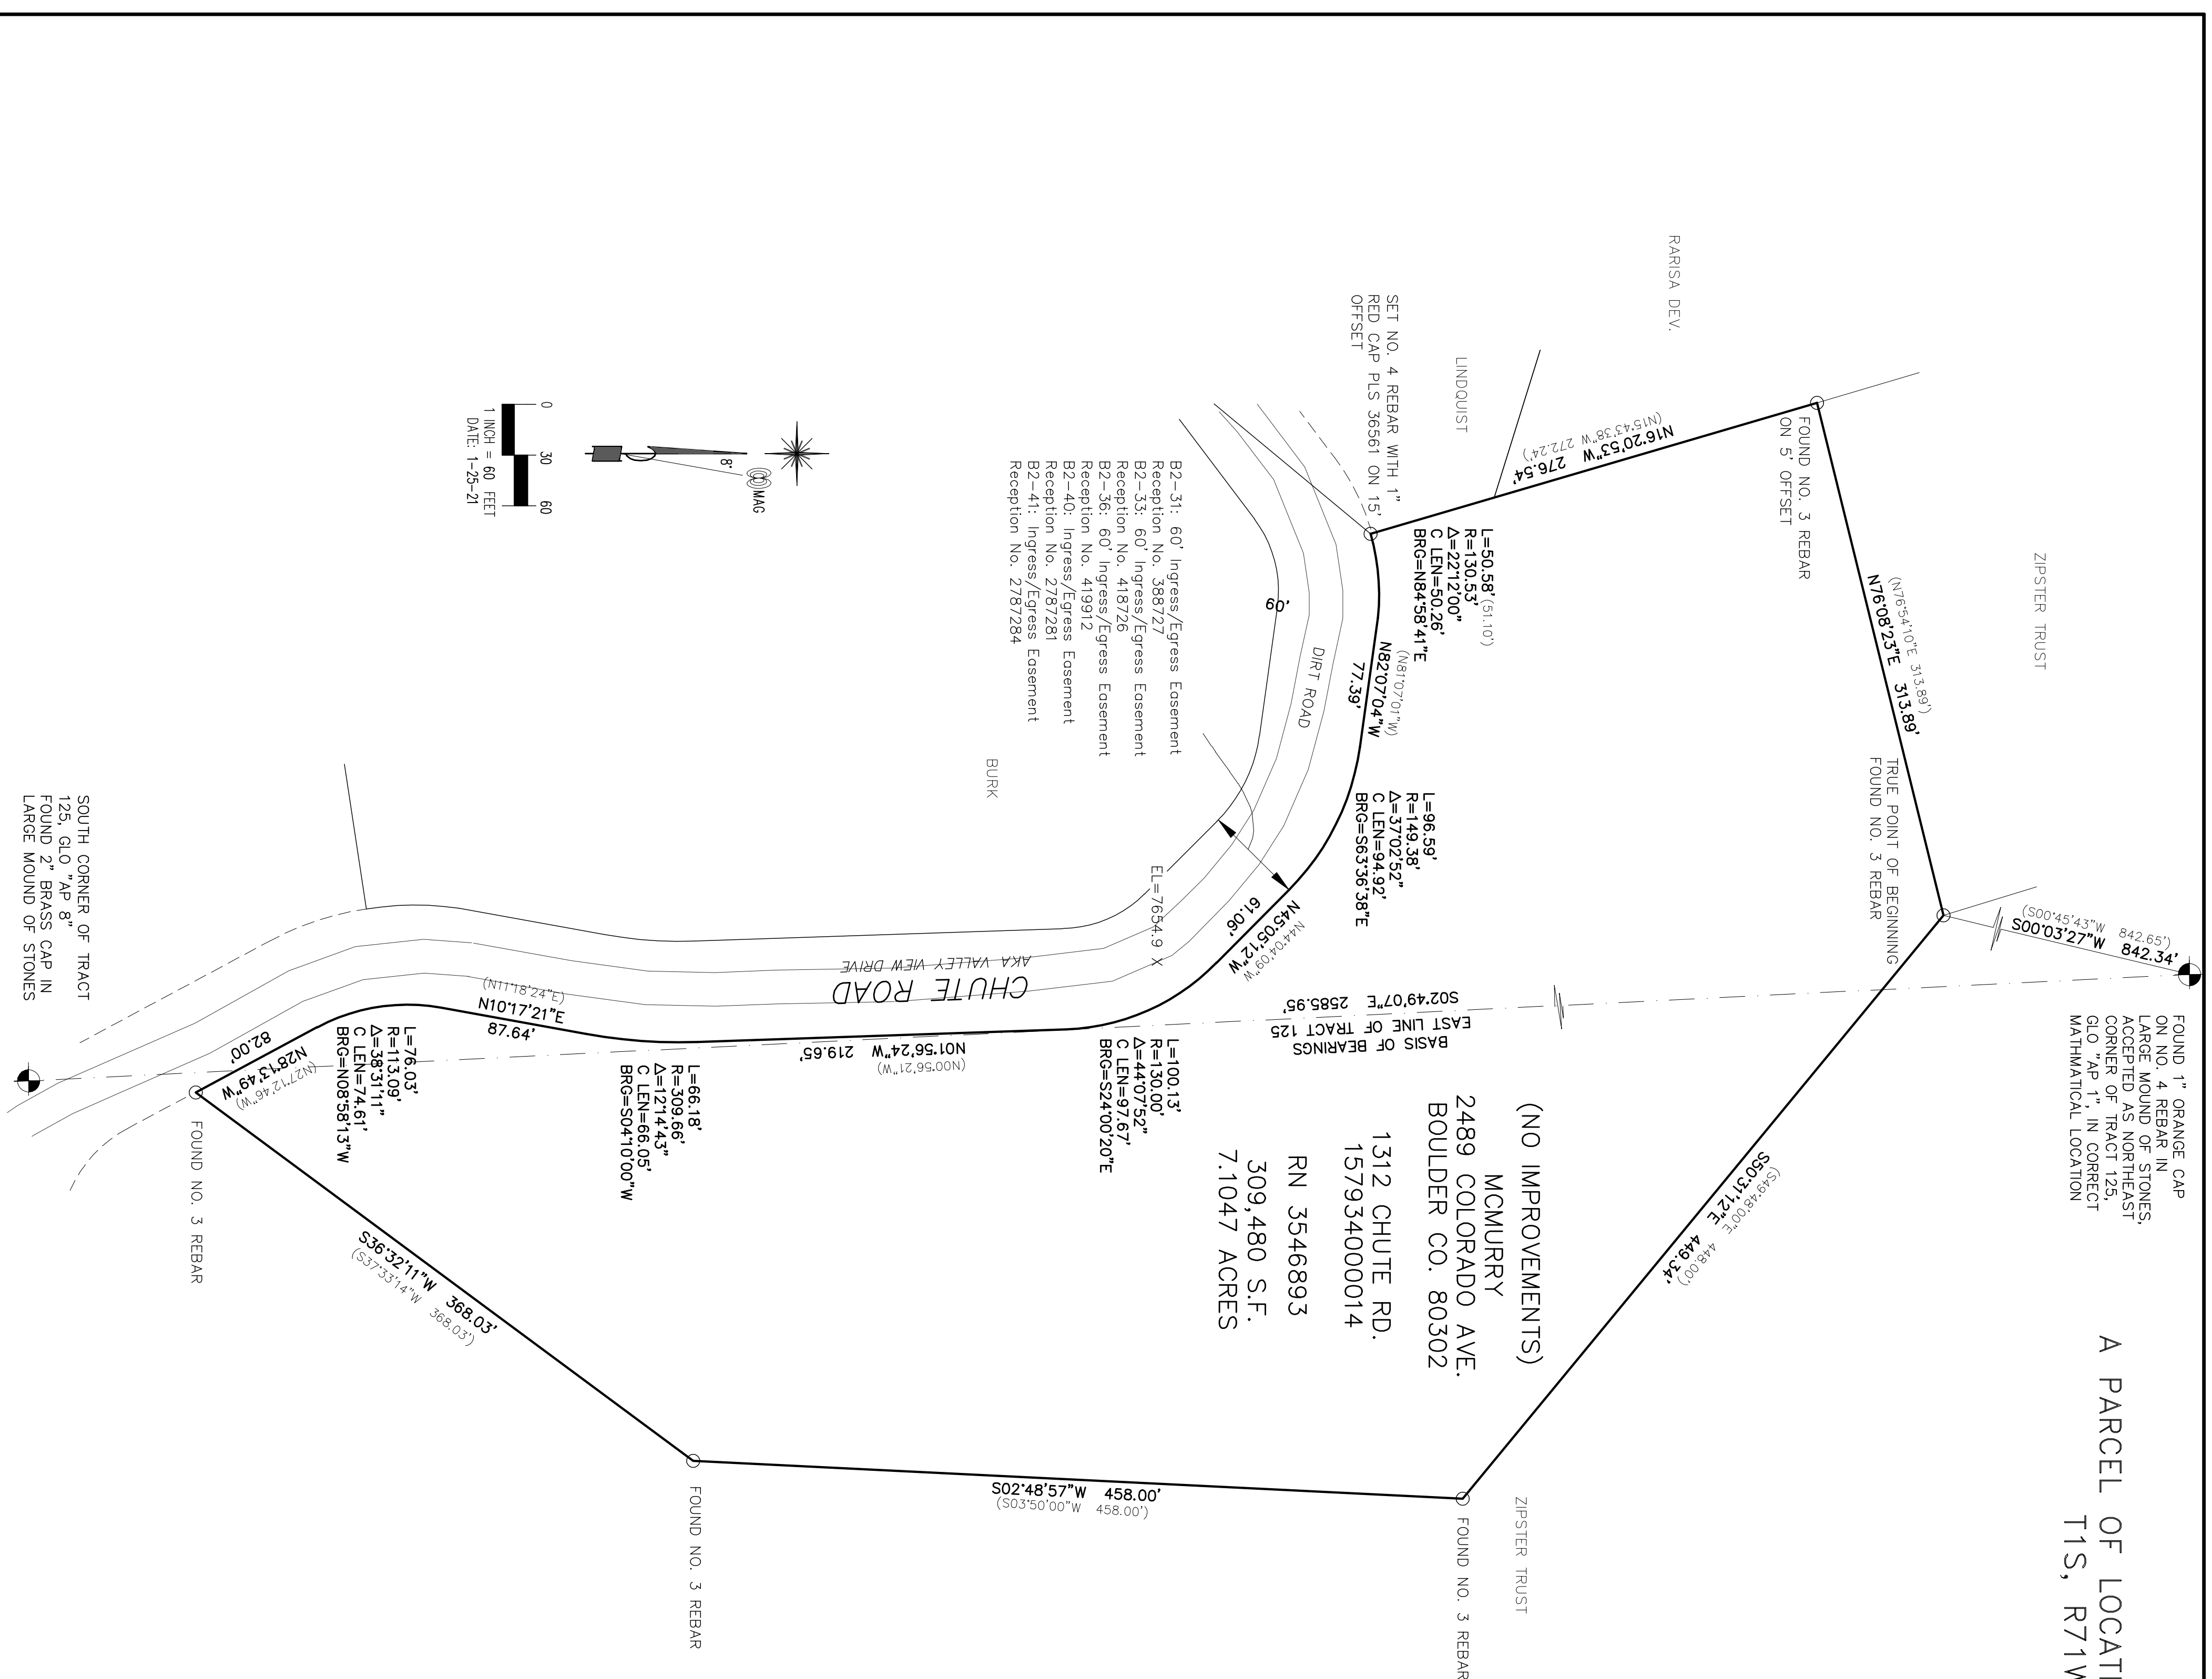 A PARCEL OF LOCATI
T1S, R71W
FOUND 1" ORANGE CAP
ON NO. 4 REBAR IN
LARGE MOUND OF STONES,
ACCEPTED AS NORTHEAST
CORNER OF TRACT 125,
GLO "AP 1", IN CORRECT
MATHMATICAL LOCATION
(S00°45'43"W 842.65')
S00°03'27"W 842.34'
ZIPSTER TRUST
(N76°54'10"E 313.89')
N76°08'23"E 313.89'
TRUE POINT OF BEGINNING
FOUND NO. 3 REBAR
FOUND NO. 3 REBAR
ON 5' OFFSET
RARISA DEV.
N16°20'53"W 276.54'
(N15°43'38"W 272.24')
LINDQUIST
SET NO. 4 REBAR WITH 1"
RED CAP PLS 36561 ON 15'
OFFSET
L=50.58' (51.10')
R=130.53'
Δ=22°12'00"
C LEN=50.26'
BRG=N84°58'41"E
(N81°07'01"W)
N82°07'04"W
77.39'
L=96.59'
R=149.38'
Δ=37°02'52"
C LEN=94.92'
BRG=S63°36'38"E
DIRT ROAD
60'
N44°04'09"W
N45°05'12"W
61.06'
S50°31'12"E 449.34'
(S49°48'00"E 448.00')
S02°49'07"E 2585.95
EAST LINE OF TRACT 125
BASIS OF BEARINGS
(NO IMPROVEMENTS)
MCMURRY
2489 COLORADO AVE.
BOULDER CO. 80302
1312 CHUTE RD.
157934000014
RN 3546893
309,480 S.F.
7.1047 ACRES
ZIPSTER TRUST
FOUND NO. 3 REBAR
B2-31: 60' Ingress/Egress Easement
Reception No. 388727
B2-33: 60' Ingress/Egress Easement
Reception No. 418726
B2-36: 60' Ingress/Egress Easement
Reception No. 419912
B2-40: Ingress/Egress Easement
Reception No. 2787281
B2-41: Ingress/Egress Easement
Reception No. 2787284
EL=7654.9 X
BURK
L=100.13'
R=130.00'
Δ=44°07'52"
C LEN=97.67'
BRG=S24°00'20"E
AKA VALLEY VIEW DRIVE
CHUTE ROAD
N01°56'24"W 219.65'
(N00°56'21"W)
S02°48'57"W 458.00'
(S03°50'00"W 458.00')
MAG
8°
0 30 60
1 INCH = 60 FEET
DATE: 1-25-21
L=66.18'
R=309.66'
Δ=12°14'43"
C LEN=66.05'
BRG=S04°10'00"W
FOUND NO. 3 REBAR
(N11°18'24"E)
N10°17'21"E
87.64'
L=76.03'
R=113.09'
Δ=38°31'11"
C LEN=74.61'
BRG=N08°58'13"W
S36°32'11"W 368.03'
(S37°33'14"W 368.03')
82.00'
N28°13'49"W
(N27°12'46"W)
FOUND NO. 3 REBAR
SOUTH CORNER OF TRACT
125, GLO "AP 8"
FOUND 2" BRASS CAP IN
LARGE MOUND OF STONES